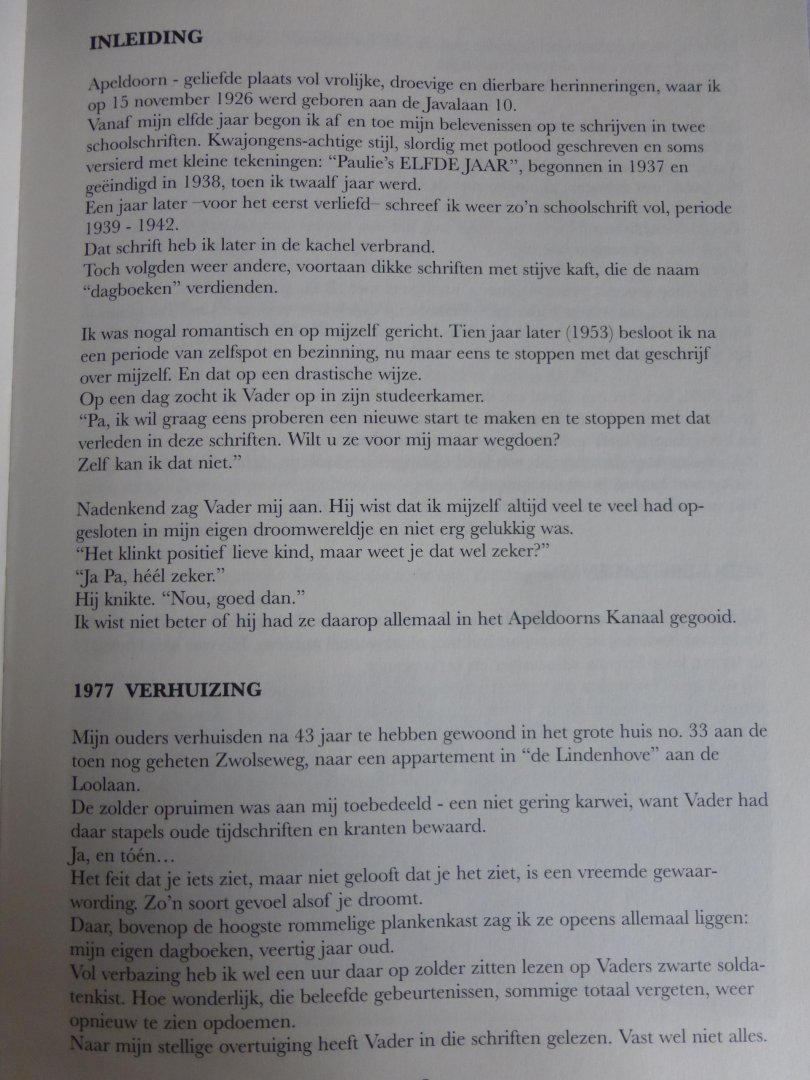 INLEIDING
Apeldoorn - geliefde plaats vol vrolijke, droevige en dierbare herinneringen, waar ik
op 15 november 1926 werd geboren aan de Javalaan 10.
Vanaf mijn elfde jaar begon ik af en toe mijn belevenissen op te schrijven in twee
schoolschriften. Kwajongens-achtige stijl, slordig met potlood geschreven en soms
versierd met kleine tekeningen: “Paulie’s ELFDE JAAR”, begonnen in 1937 en
geëindigd in 1938, toen ik twaalf jaar werd.
Een jaar later –voor het eerst verliefd– schreef ik weer zo’n schoolschrift vol, periode
1939 - 1942.
Dat schrift heb ik later in de kachel verbrand.
Toch volgden weer andere, voortaan dikke schriften met stijve kaft, die de naam
“dagboeken” verdienden.
Ik was nogal romantisch en op mijzelf gericht. Tien jaar later (1953) besloot ik na
een periode van zelfspot en bezinning, nu maar eens te stoppen met dat geschrijf
over mijzelf. En dat op een drastische wijze.
Op een dag zocht ik Vader op in zijn studeerkamer.
“Pa, ik wil graag eens proberen een nieuwe start te maken en te stoppen met dat
verleden in deze schriften. Wilt u ze voor mij maar wegdoen?
Zelf kan ik dat niet.”
Nadenkend zag Vader mij aan. Hij wist dat ik mijzelf altijd veel te veel had op-
gesloten in mijn eigen droomwereldje en niet erg gelukkig was.
“Het klinkt positief lieve kind, maar weet je dat wel zeker?”
“Ja Pa, héél zeker.”
Hij knikte. “Nou, goed dan.”
Ik wist niet beter of hij had ze daarop allemaal in het Apeldoorns Kanaal gegooid.
1977 VERHUIZING
Mijn ouders verhuisden na 43 jaar te hebben gewoond in het grote huis no. 33 aan de
toen nog geheten Zwolseweg, naar een appartement in “de Lindenhove” aan de
Loolaan.
De zolder opruimen was aan mij toebedeeld - een niet gering karwei, want Vader had
daar stapels oude tijdschriften en kranten bewaard.
Ja, en tóén…
Het feit dat je iets ziet, maar niet gelooft dat je het ziet, is een vreemde gewaar-
wording. Zo’n soort gevoel alsof je droomt.
Daar, bovenop de hoogste rommelige plankenkast zag ik ze opeens allemaal liggen:
mijn eigen dagboeken, veertig jaar oud.
Vol verbazing heb ik wel een uur daar op zolder zitten lezen op Vaders zwarte solda-
tenkist. Hoe wonderlijk, die beleefde gebeurtenissen, sommige totaal vergeten, weer
opnieuw te zien opdoemen.
Naar mijn stellige overtuiging heeft Vader in die schriften gelezen. Vast wel niet alles.